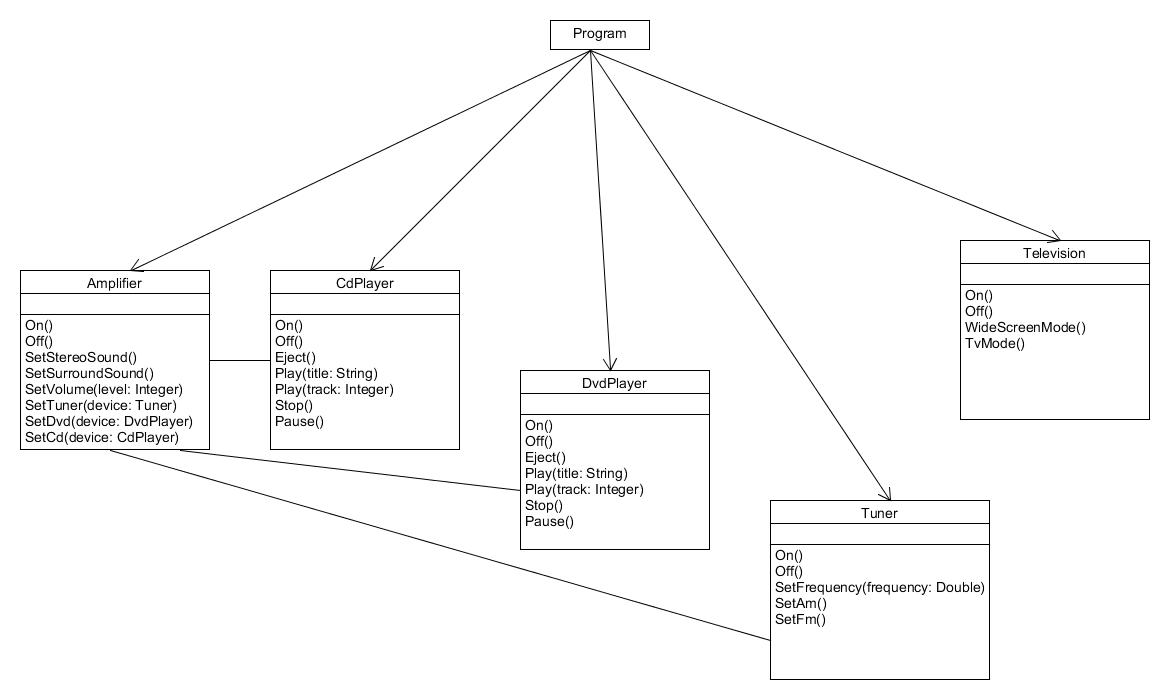 Program
Amplifier
On()
Off()
SetStereoSound()
SetSurroundSound()
SetVolume(level: Integer)
SetTuner(device: Tuner)
SetDvd(device: DvdPlayer)
SetCd(device: CdPlayer)
CdPlayer
On()
Off()
Eject()
Play(title: String)
Play(track: Integer)
Stop()
Pause()
DvdPlayer
On()
Off()
Eject()
Play(title: String)
Play(track: Integer)
Stop()
Pause()
Tuner
On()
Off()
SetFrequency(frequency: Double)
SetAm()
SetFm()
Television
On()
Off()
WideScreenMode()
TvMode()